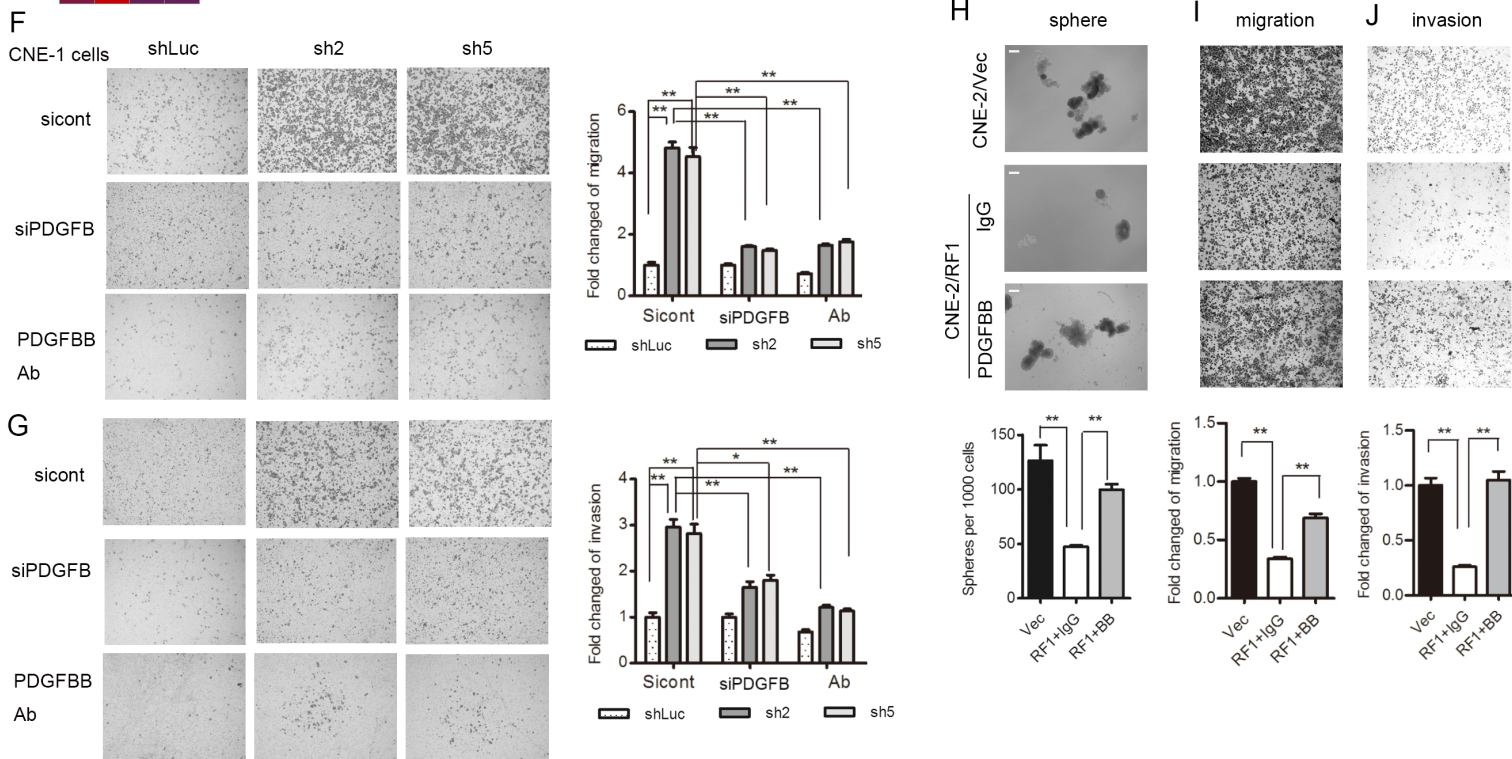 F
CNE-1 cells shLuc sh2 sh5
sicont
siPDGFB
PDGFBB
Ab
** ** ** ** ** **
Fold changed of migration
6
4
2
0
Sicont siPDGFB Ab
shLuc sh2 sh5
G
sicont
siPDGFB
PDGFBB
Ab
** ** ** * ** **
Fold changed of invasion
4
3
2
1
0
Sicont siPDGFB Ab
shLuc sh2 sh5
H sphere
I migration
J invasion
CNE-2/Vec
CNE-2/RF1
IgG
PDGFBB
** **
Spheres per 1000 cells
150
100
50
0
Vec RF1+IgG RF1+BB
** **
Fold changed of migration
1.5
1.0
0.5
0.0
Vec RF1+IgG RF1+BB
** **
Fold changed of invasion
1.5
1.0
0.5
0.0
Vec RF1+IgG RF1+BB